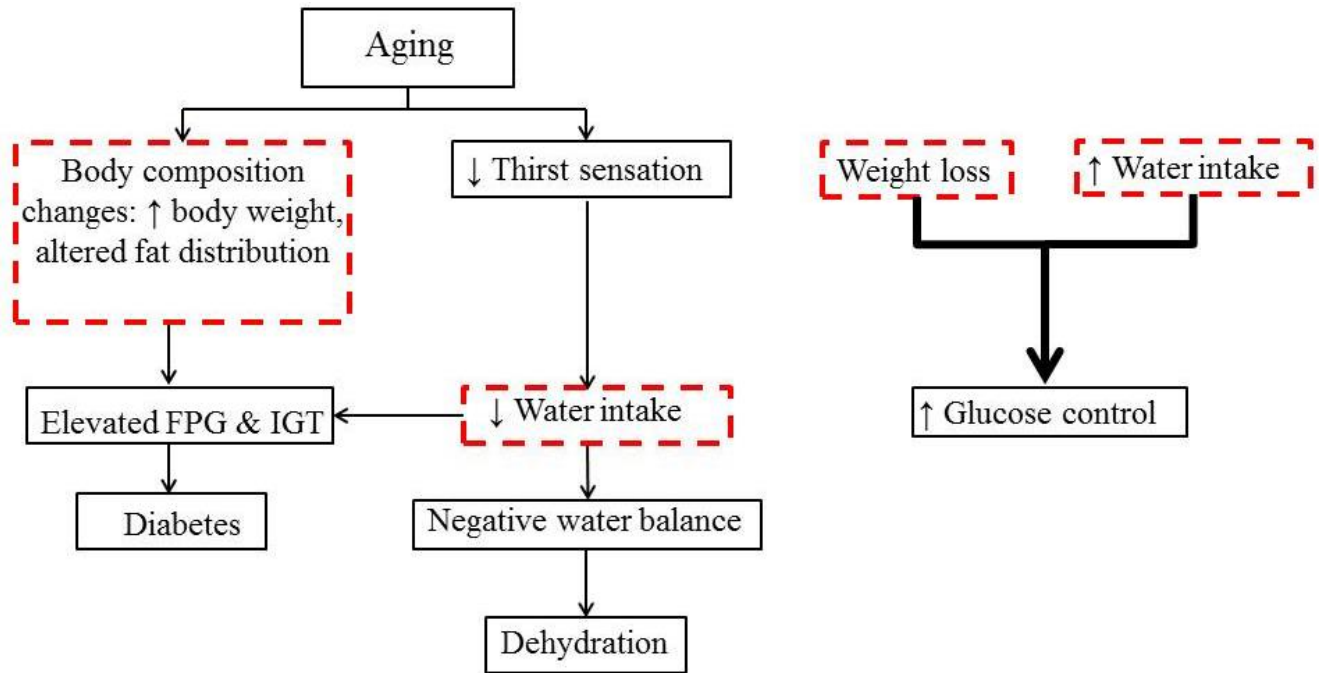 Aging
Body composition
changes: ↑ body weight,
altered fat distribution
↓ Thirst sensation
Weight loss
↑ Water intake
Elevated FPG & IGT
↓ Water intake
↑ Glucose control
Diabetes
Negative water balance
Dehydration